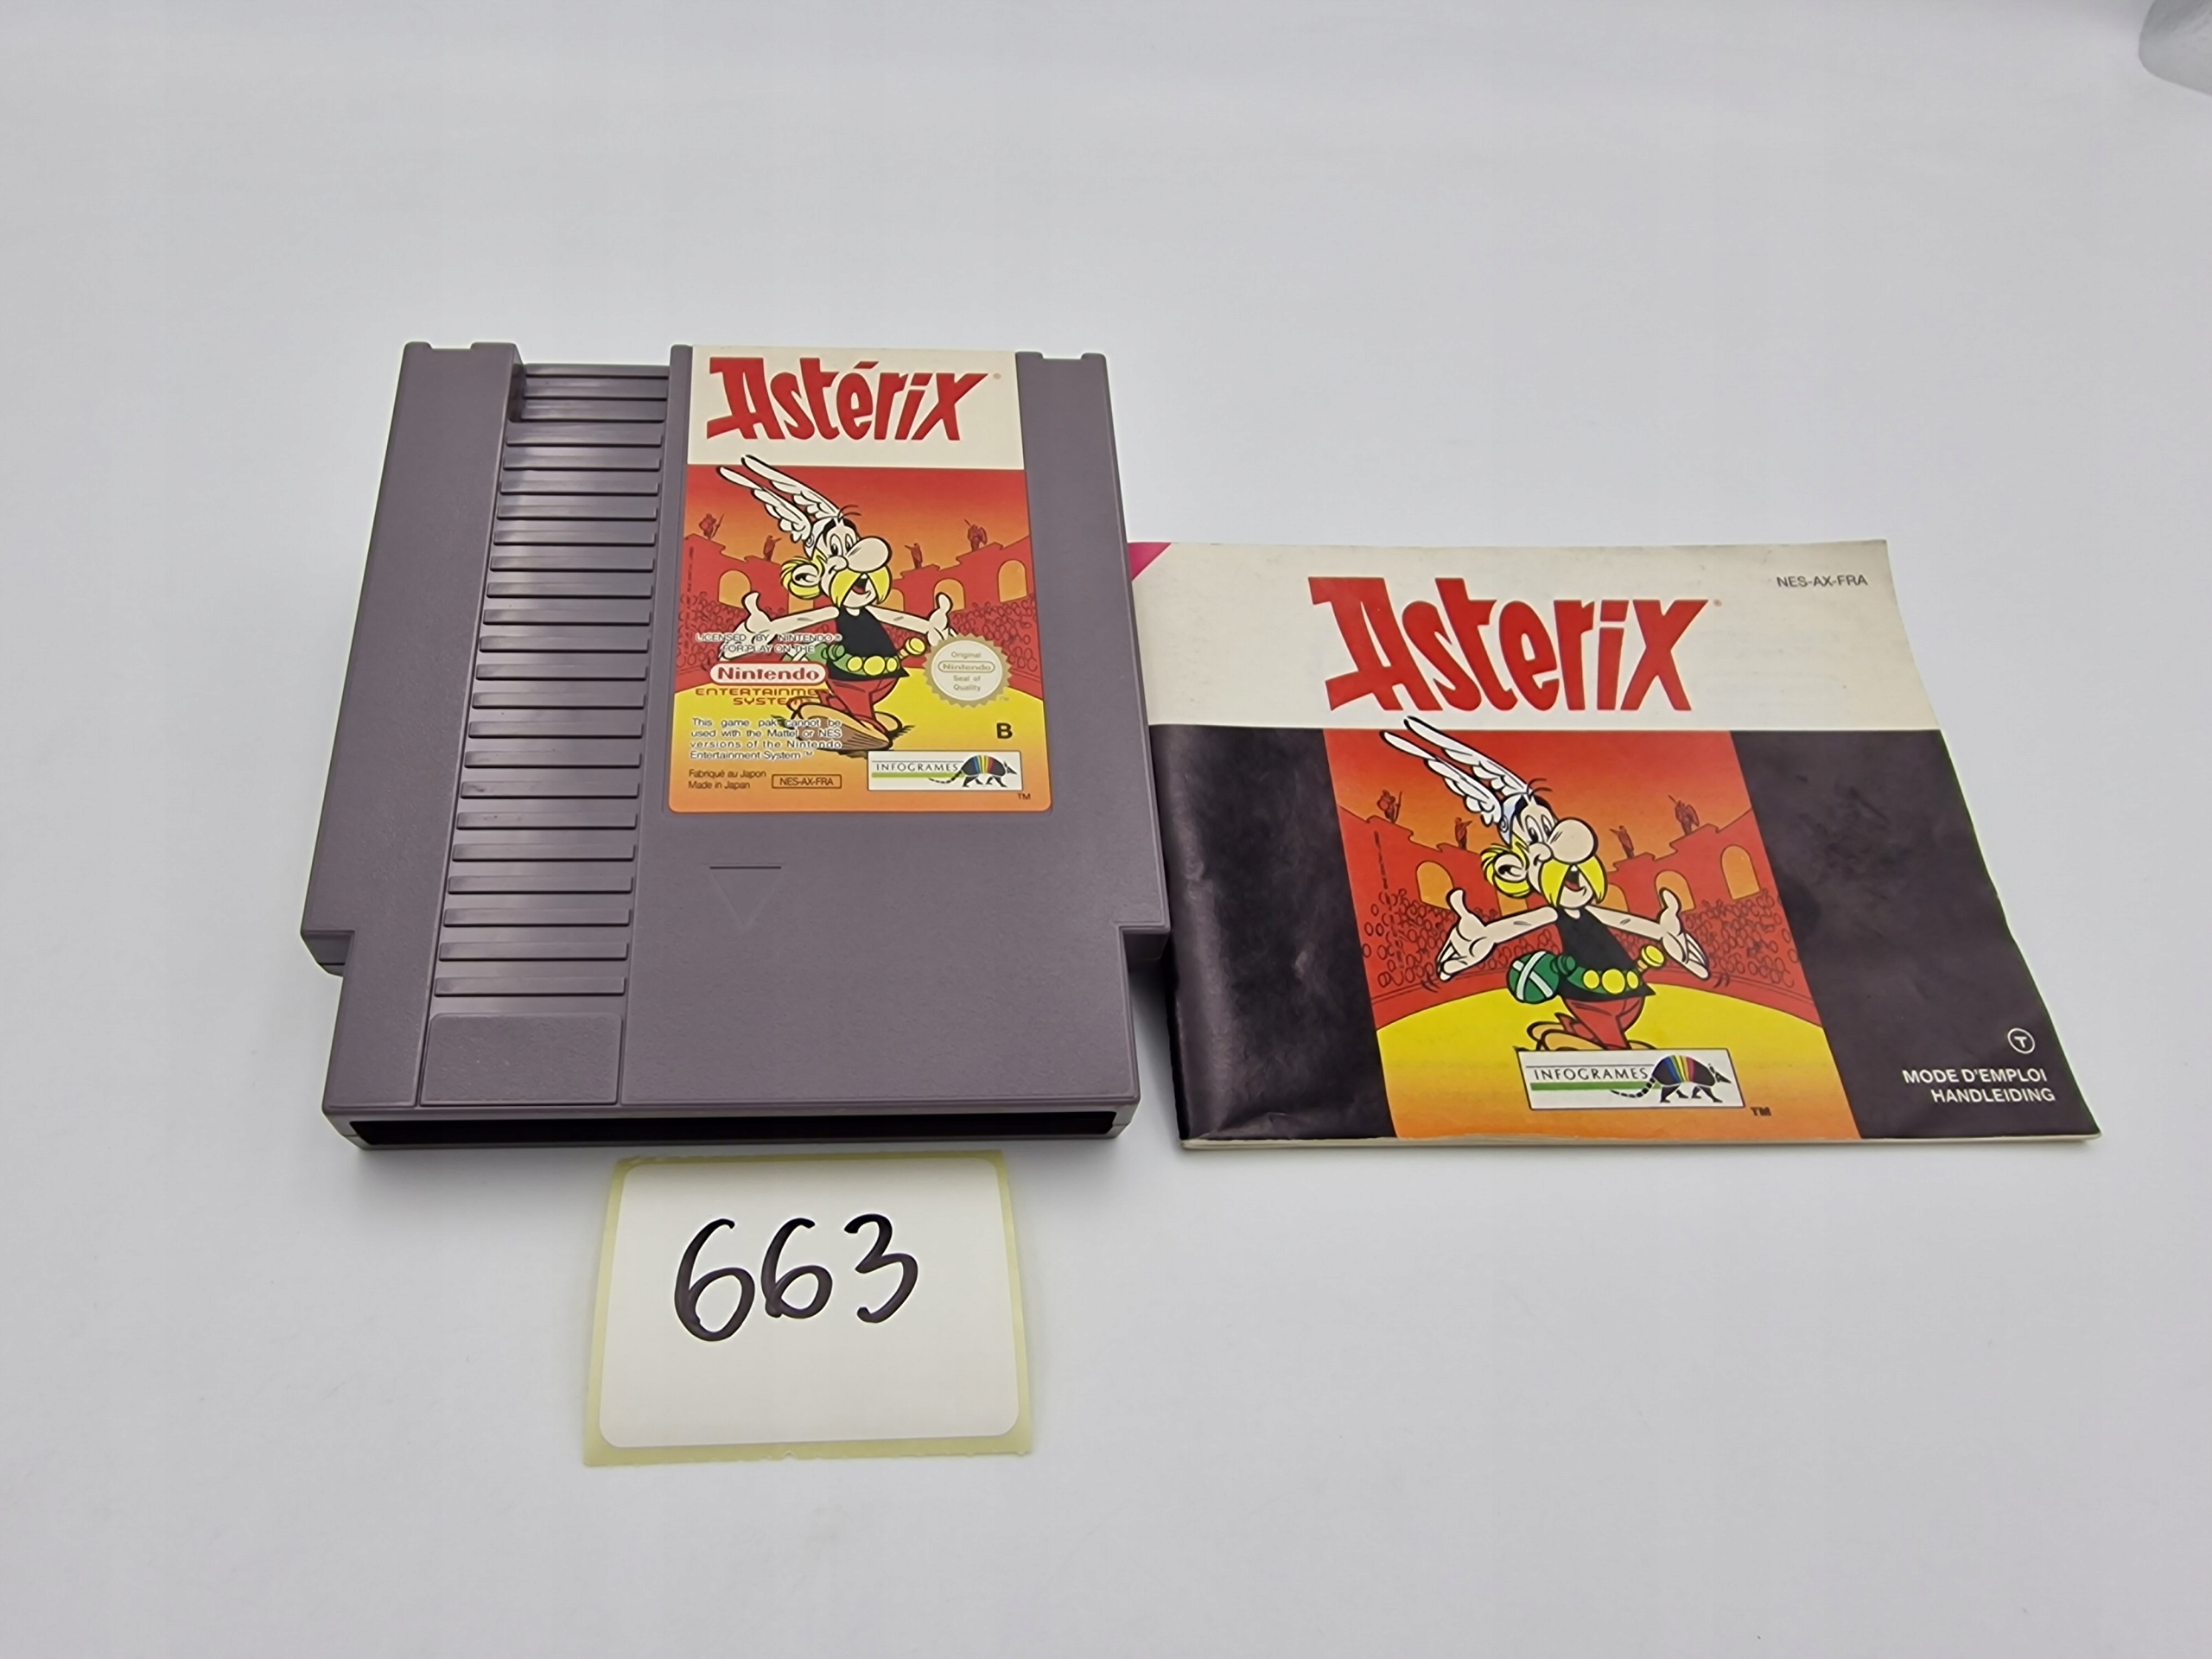 Astérix
LICENSED BY NINTENDO®
FOR PLAY ON THE
Nintendo
ENTERTAINME
SYSTEM
Original
Nintendo
Seal of
Quality
This game pak cannot be
used with the Mattel or NES
versions of the Nintendo
Entertainment System™
B
INFOGRAMES
TM
Fabriqué au Japon
Made in Japan
NES-AX-FRA
NES-AX-FRA
Asterix
INFOGRAMES
TM
T
MODE D'EMPLOI
HANDLEIDING
663